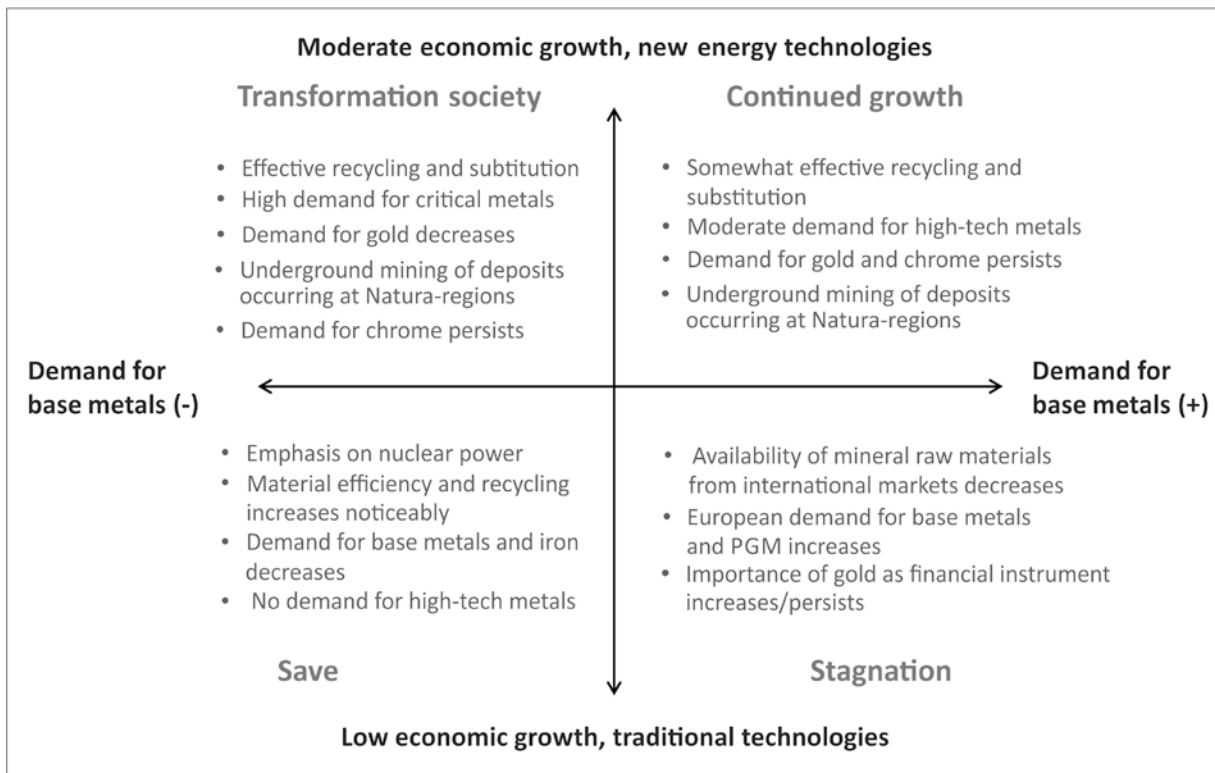 Moderate economic growth, new energy technologies
Transformation society
• Effective recycling and subtitution
• High demand for critical metals
• Demand for gold decreases
• Underground mining of deposits
occurring at Natura-regions
• Demand for chrome persists
Continued growth
• Somewhat effective recycling and
substitution
• Moderate demand for high-tech metals
• Demand for gold and chrome persists
• Underground mining of deposits
occurring at Natura-regions
Demand for
base metals (-)
Demand for
base metals (+)
• Emphasis on nuclear power
• Material efficiency and recycling
increases noticeably
• Demand for base metals and iron
decreases
• No demand for high-tech metals
Save
• Availability of mineral raw materials
from international markets decreases
• European demand for base metals
and PGM increases
• Importance of gold as financial instrument
increases/persists
Stagnation
Low economic growth, traditional technologies